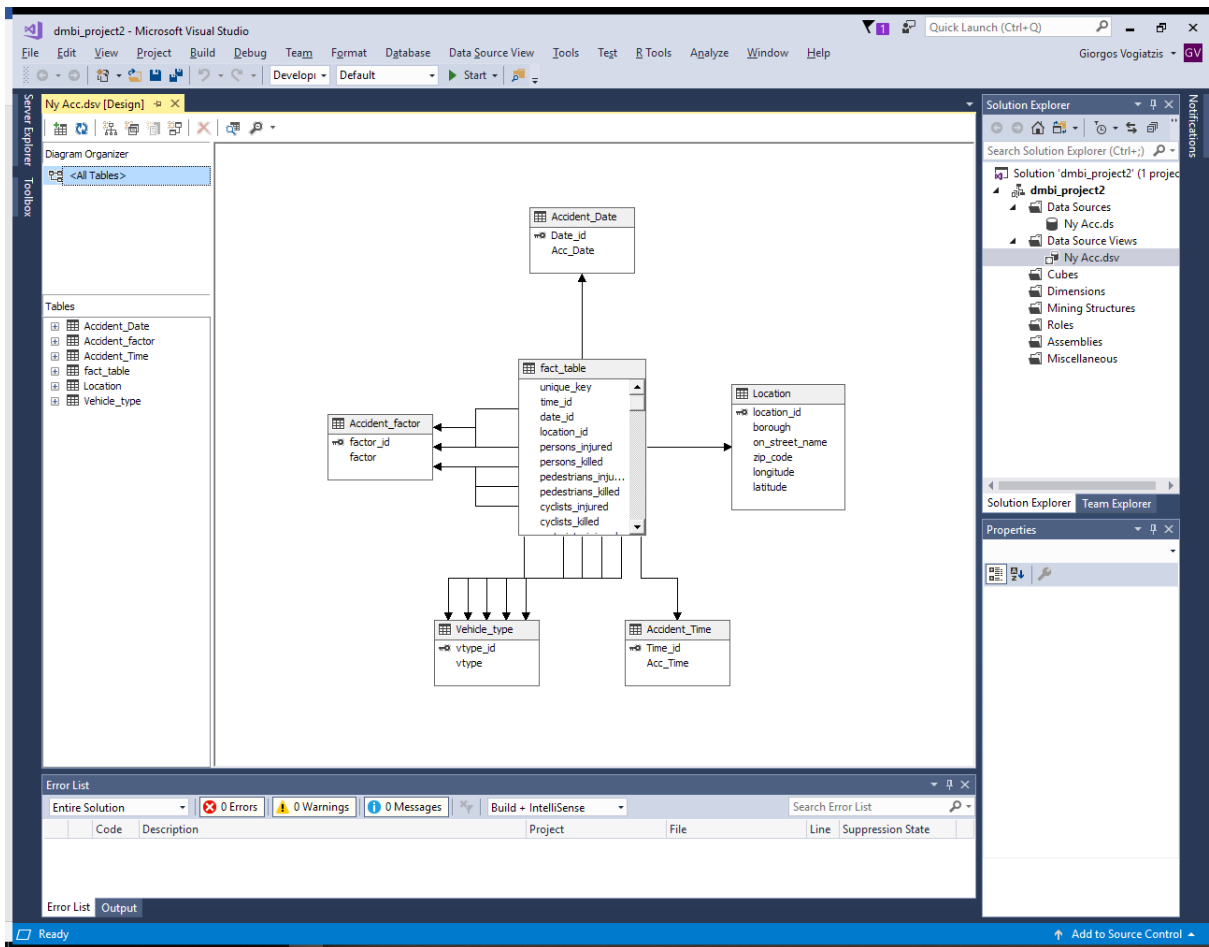 dmbi_project2 - Microsoft Visual Studio
1
Quick Launch (Ctrl+Q)
File Edit View Project Build Debug Team Format Database Data Source View Tools Test R Tools Analyze Window Help
Giorgos Vogiatzis
GV
Default
Start
Server Explorer
Toolbox
Ny Acc.dsv [Design]
Diagram Organizer
<All Tables>
Tables
Accident_Date
Accident_factor
Accident_Time
fact_table
Location
Vehicle_type
Accident_Date
Date_id
Acc_Date
fact_table
unique_key
time_id
date_id
location_id
persons_injured
persons_killed
pedestrians_inju...
pedestrians_killed
cyclists_injured
cyclists_killed
Accident_factor
factor_id
factor
Location
location_id
borough
on_street_name
zip_code
longitude
latitude
Vehicle_type
vtype_id
vtype
Accident_Time
Time_id
Acc_Time
Solution Explorer
Search Solution Explorer (Ctrl+;)
Solution 'dmbi_project2' (1 projec
dmbi_project2
Data Sources
Ny Acc.ds
Data Source Views
Ny Acc.dsv
Cubes
Dimensions
Mining Structures
Roles
Assemblies
Miscellaneous
Solution Explorer Team Explorer
Properties
Notifications
Error List
Entire Solution 0 Errors 0 Warnings 0 Messages Build + IntelliSense Search Error List
Code Description Project File Line Suppression State
Error List Output
Ready
Add to Source Control